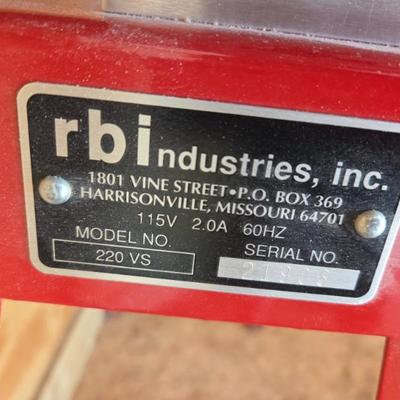 rbindustries, inc.
1801 VINE STREET•P.O. BOX 369
HARRISONVILLE, MISSOURI 64701
115V 2.0A 60HZ
MODEL NO. SERIAL NO.
220 VS